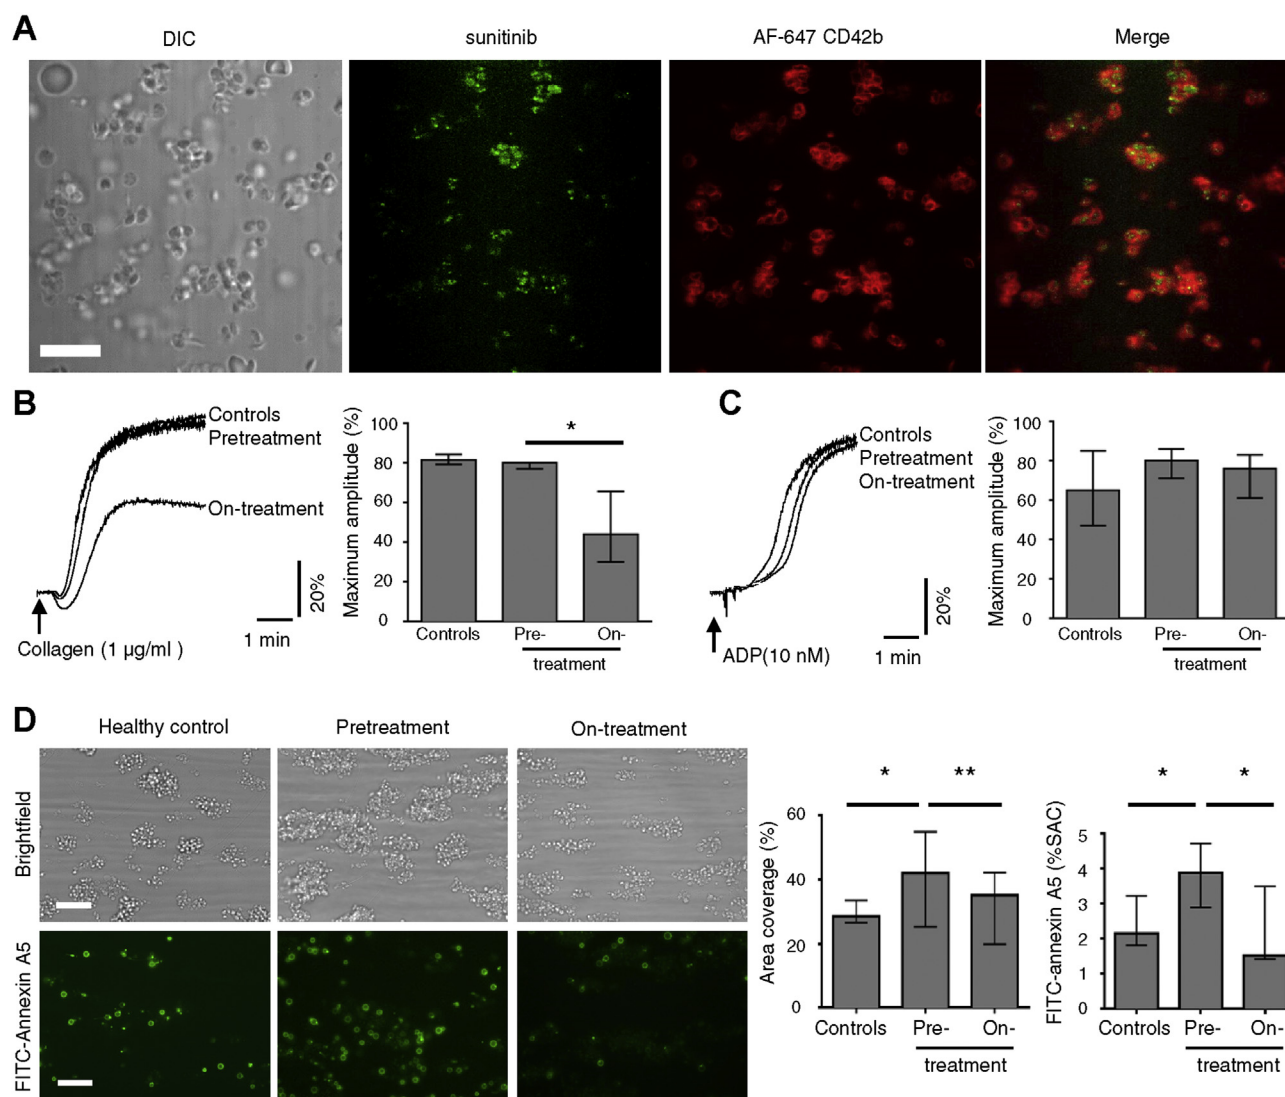 A
DIC
sunitinib
AF-647 CD42b
Merge
B
Controls
Pretreatment
On-treatment
20%
1 min
Collagen (1 µg/ml )
Maximum amplitude (%)
100
80
60
40
20
0
Controls
Pre-
On-
treatment
*
C
Controls
Pretreatment
On-treatment
20%
1 min
ADP(10 nM)
Maximum amplitude (%)
100
80
60
40
20
0
Controls
Pre-
On-
treatment
D
Healthy control
Pretreatment
On-treatment
Brightfield
FITC-Annexin A5
Area coverage (%)
60
40
20
0
* **
Controls
Pre-
On-
treatment
FITC-annexin A5 (%SAC)
5
4
3
2
1
0
* *
Controls
Pre-
On-
treatment